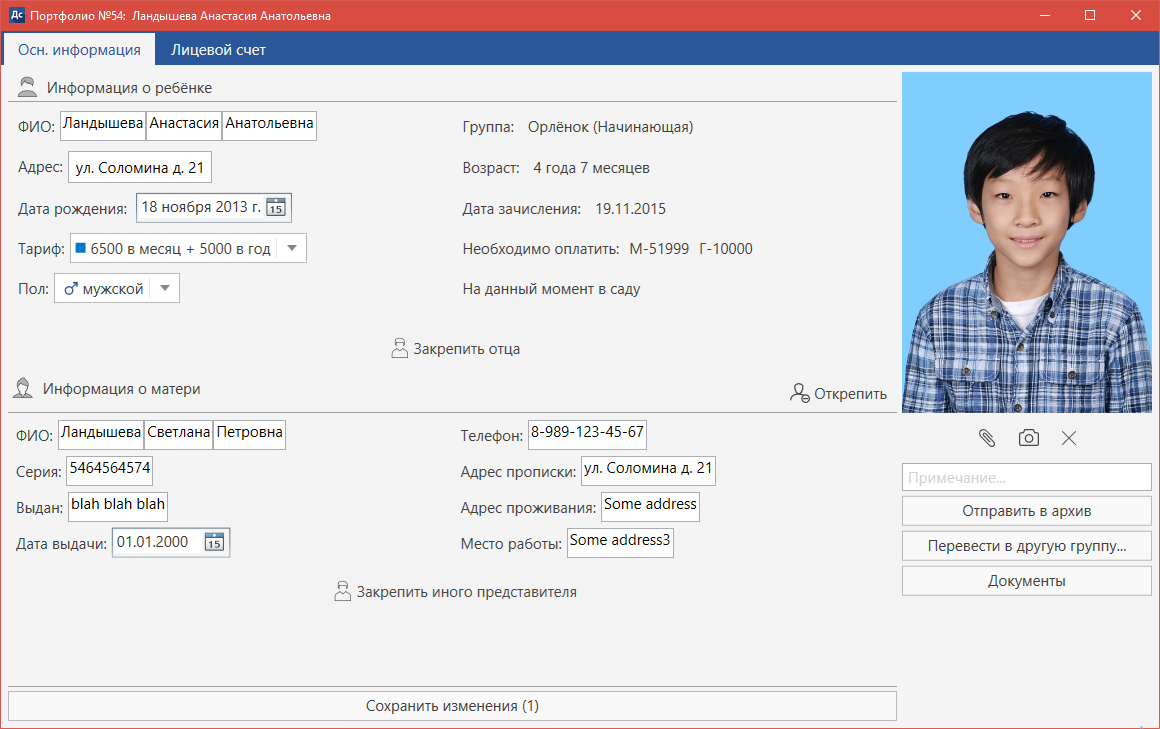 Дс Портфолио №54: Ландышева Анастасия Анатольевна
Осн. информация Лицевой счет
Информация о ребёнке
ФИО: Ландышева Анастасия Анатольевна
Группа: Орлёнок (Начинающая)
Адрес: ул. Соломина д. 21
Возраст: 4 года 7 месяцев
Дата рождения: 18 ноября 2013 г. 15
Дата зачисления: 19.11.2015
Тариф: 6500 в месяц + 5000 в год
Необходимо оплатить: М-51999 Г-10000
Пол: мужской
На данный момент в саду
Закрепить отца
Информация о матери
Открепить
ФИО: Ландышева Светлана Петровна
Телефон: 8-989-123-45-67
Серия: 5464564574
Адрес прописки: ул. Соломина д. 21
Выдан: blah blah blah
Адрес проживания: Some address
Дата выдачи: 01.01.2000 15
Место работы: Some address3
Закрепить иного представителя
Сохранить изменения (1)
Примечание...
Отправить в архив
Перевести в другую группу...
Документы